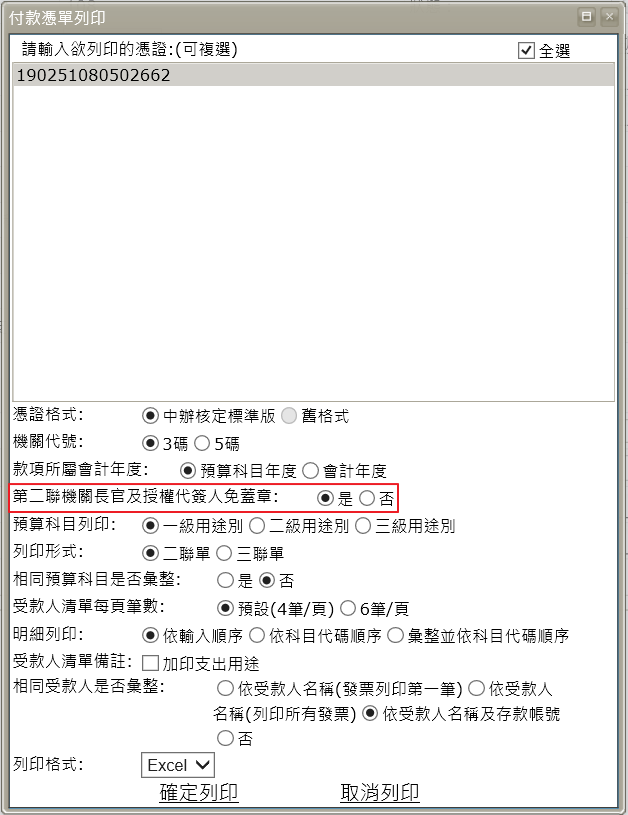 付款憑單列印
請輸入欲列印的憑證:(可複選) 全選
190251080502662
憑證格式: 中辦核定標準版 舊格式
機關代號: 3碼 5碼
款項所屬會計年度: 預算科目年度 會計年度
第二聯機關長官及授權代簽人免蓋章: 是 否
預算科目列印: 一級用途別 二級用途別 三級用途別
列印形式: 二聯單 三聯單
相同預算科目是否彙整: 是 否
受款人清單每頁筆數: 預設(4筆/頁) 6筆/頁
明細列印: 依輸入順序 依科目代碼順序 彙整並依科目代碼順序
受款人清單備註: 加印支出用途
相同受款人是否彙整: 依受款人名稱(發票列印第一筆) 依受款人
名稱(列印所有發票) 依受款人名稱及存款帳號
否
列印格式: Excel
確定列印 取消列印